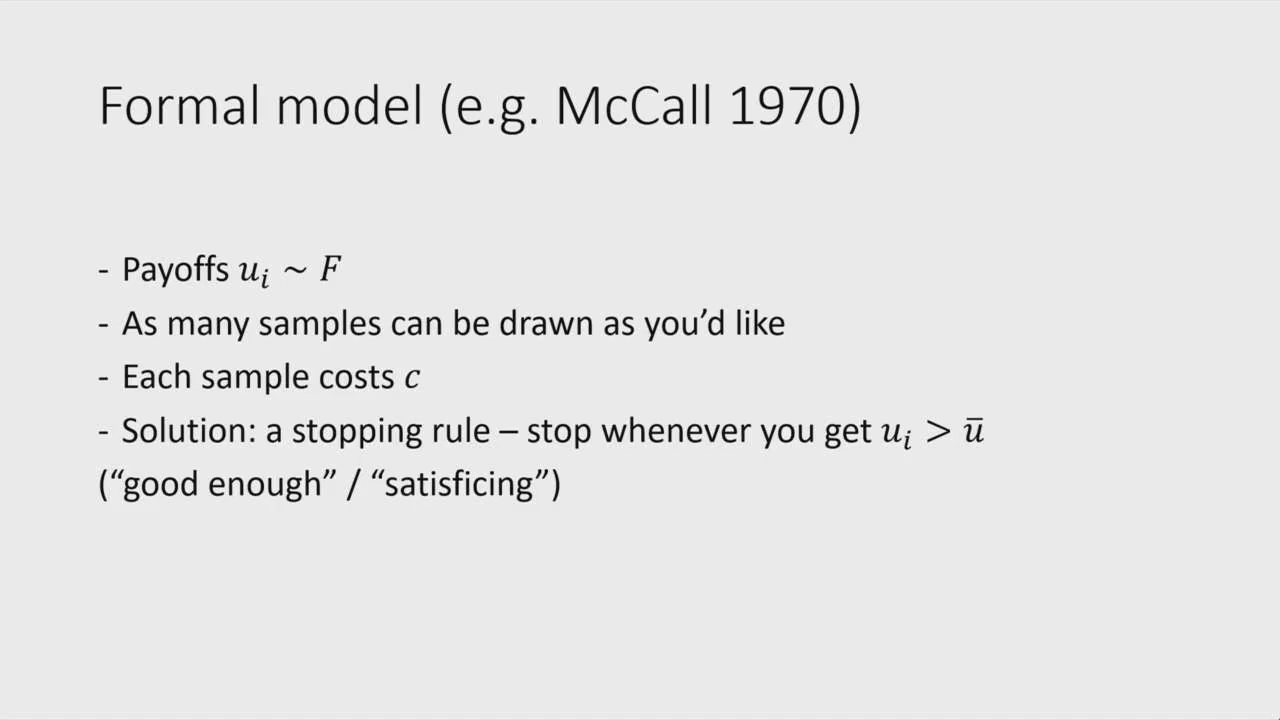 Formal model (e.g. McCall 1970)
- Payoffs 𝑢ᵢ ~ 𝐹
- As many samples can be drawn as you’d like
- Each sample costs 𝑐
- Solution: a stopping rule – stop whenever you get 𝑢ᵢ > 𝑢̅
(“good enough” / “satisficing”)